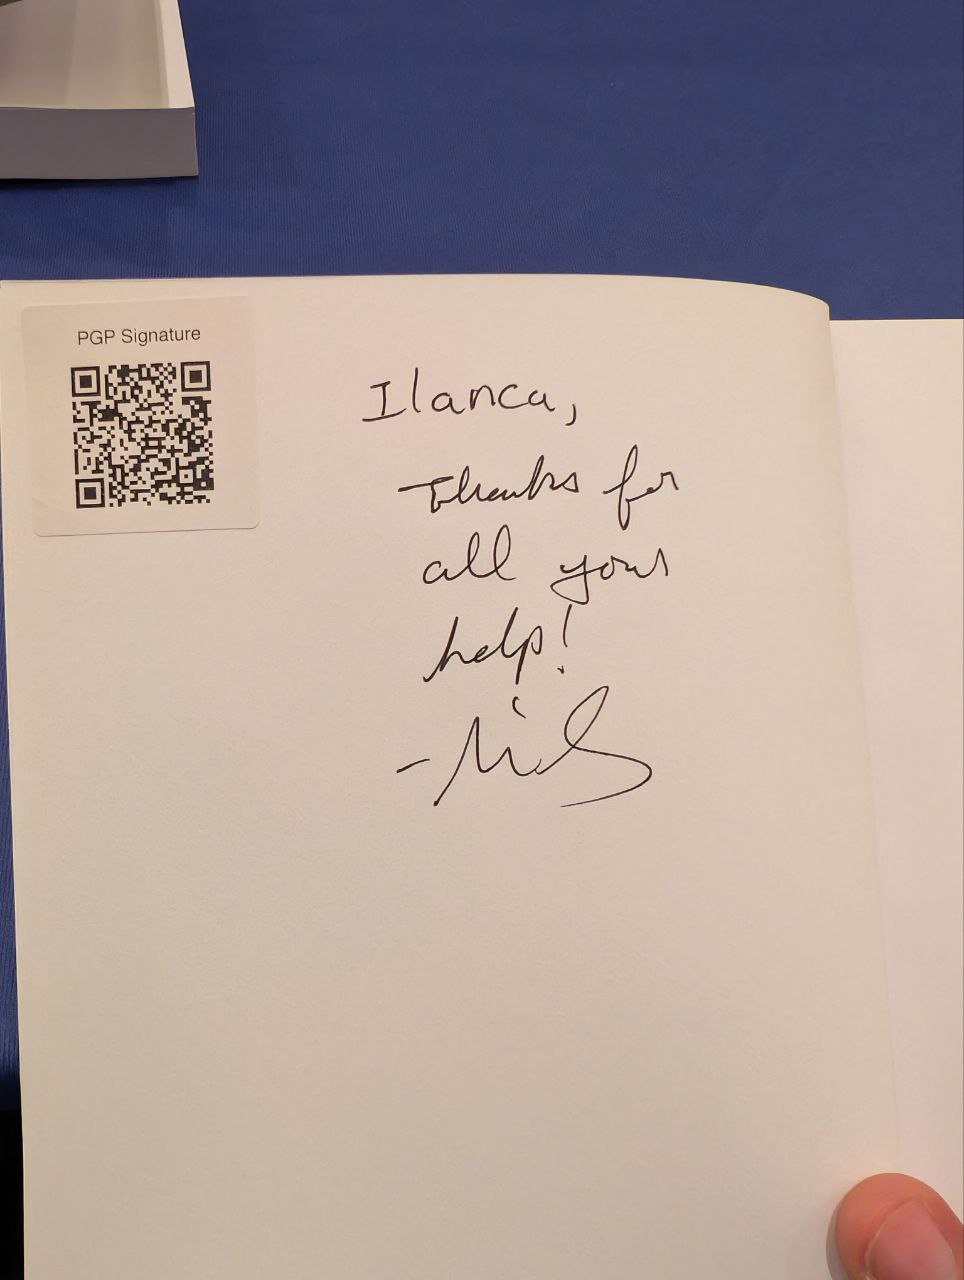 PGP Signature
Ilanca,
Thanks for
all your
help!